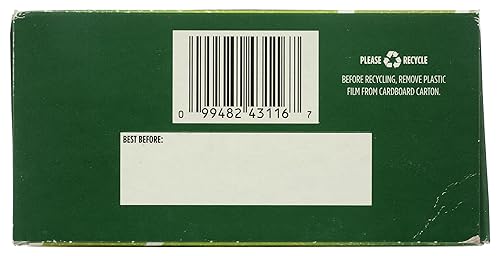 0 99482 43116 7
PLEASE RECYCLE
BEFORE RECYCLING, REMOVE PLASTIC
FILM FROM CARDBOARD CARTON.
BEST BEFORE: